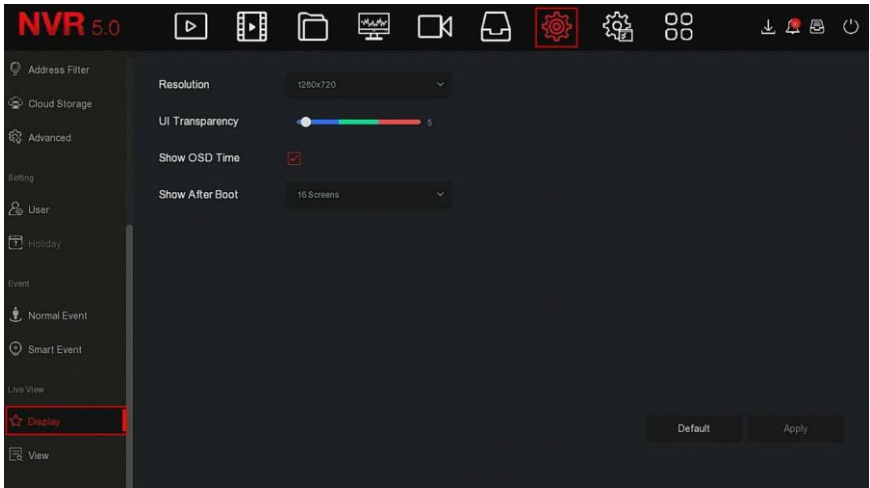 NVR 5.0
Address Filter
Cloud Storage
Advanced
Setting
User
Holiday
Event
Normal Event
Smart Event
Live View
Display
View
Resolution
1280x720
UI Transparency
5
Show OSD Time
Show After Boot
16 Screens
Default
Apply